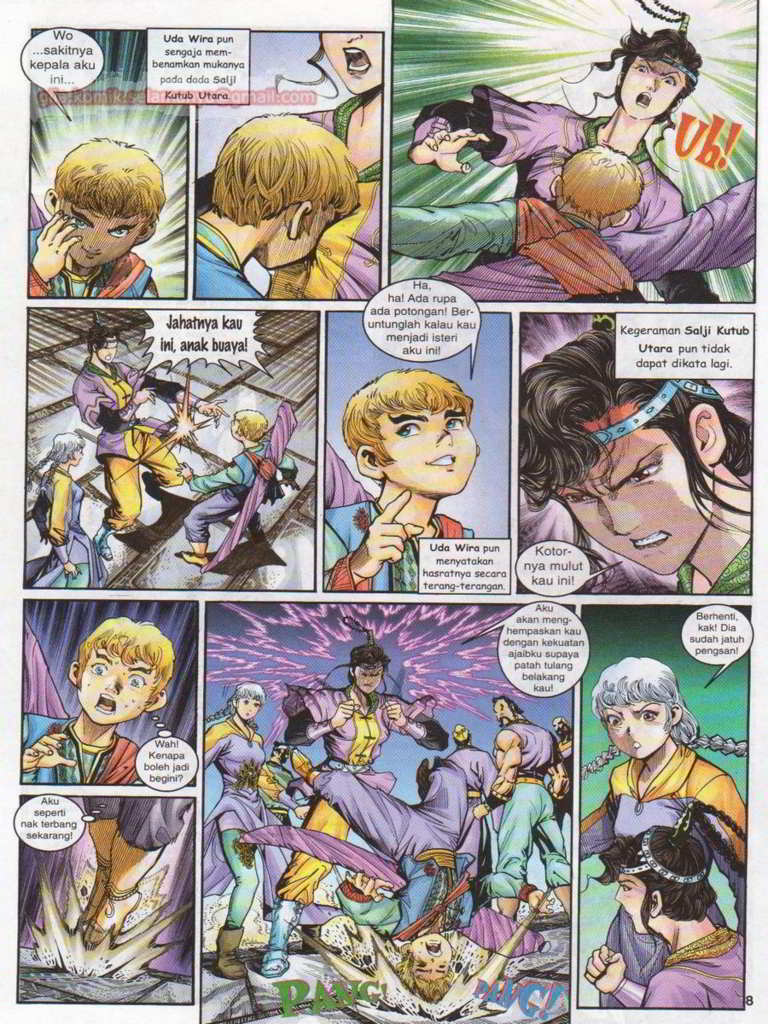 Wo
...sakitnya
kepala aku
ini...
Uda Wira pun
sengaja mem-
benamkan mukanya
pada dada Salji
Kutub Utara.
Uh!
Jahatnya kau
ini, anak buaya!
Ha,
ha! Ada rupa
ada potongan! Ber-
untunglah kalau kau
menjadi isteri
aku ini!
Uda Wira pun
menyatakan
hasratnya secara
terang-terangan.
Kegeraman Salji Kutub
Utara pun tidak
dapat dikata lagi.
Kotor-
nya mulut
kau ini!
Wah!
Kenapa
boleh jadi
begini?
Aku
seperti
nak terbang
sekarang!
Aku
akan meng-
hempaskan kau
dengan kekuatan
ajaibku supaya
patah tulang
belakang
kau!
PANG!
PANG!
Berhenti,
kak! Dia
sudah jatuh
pengsan!
8